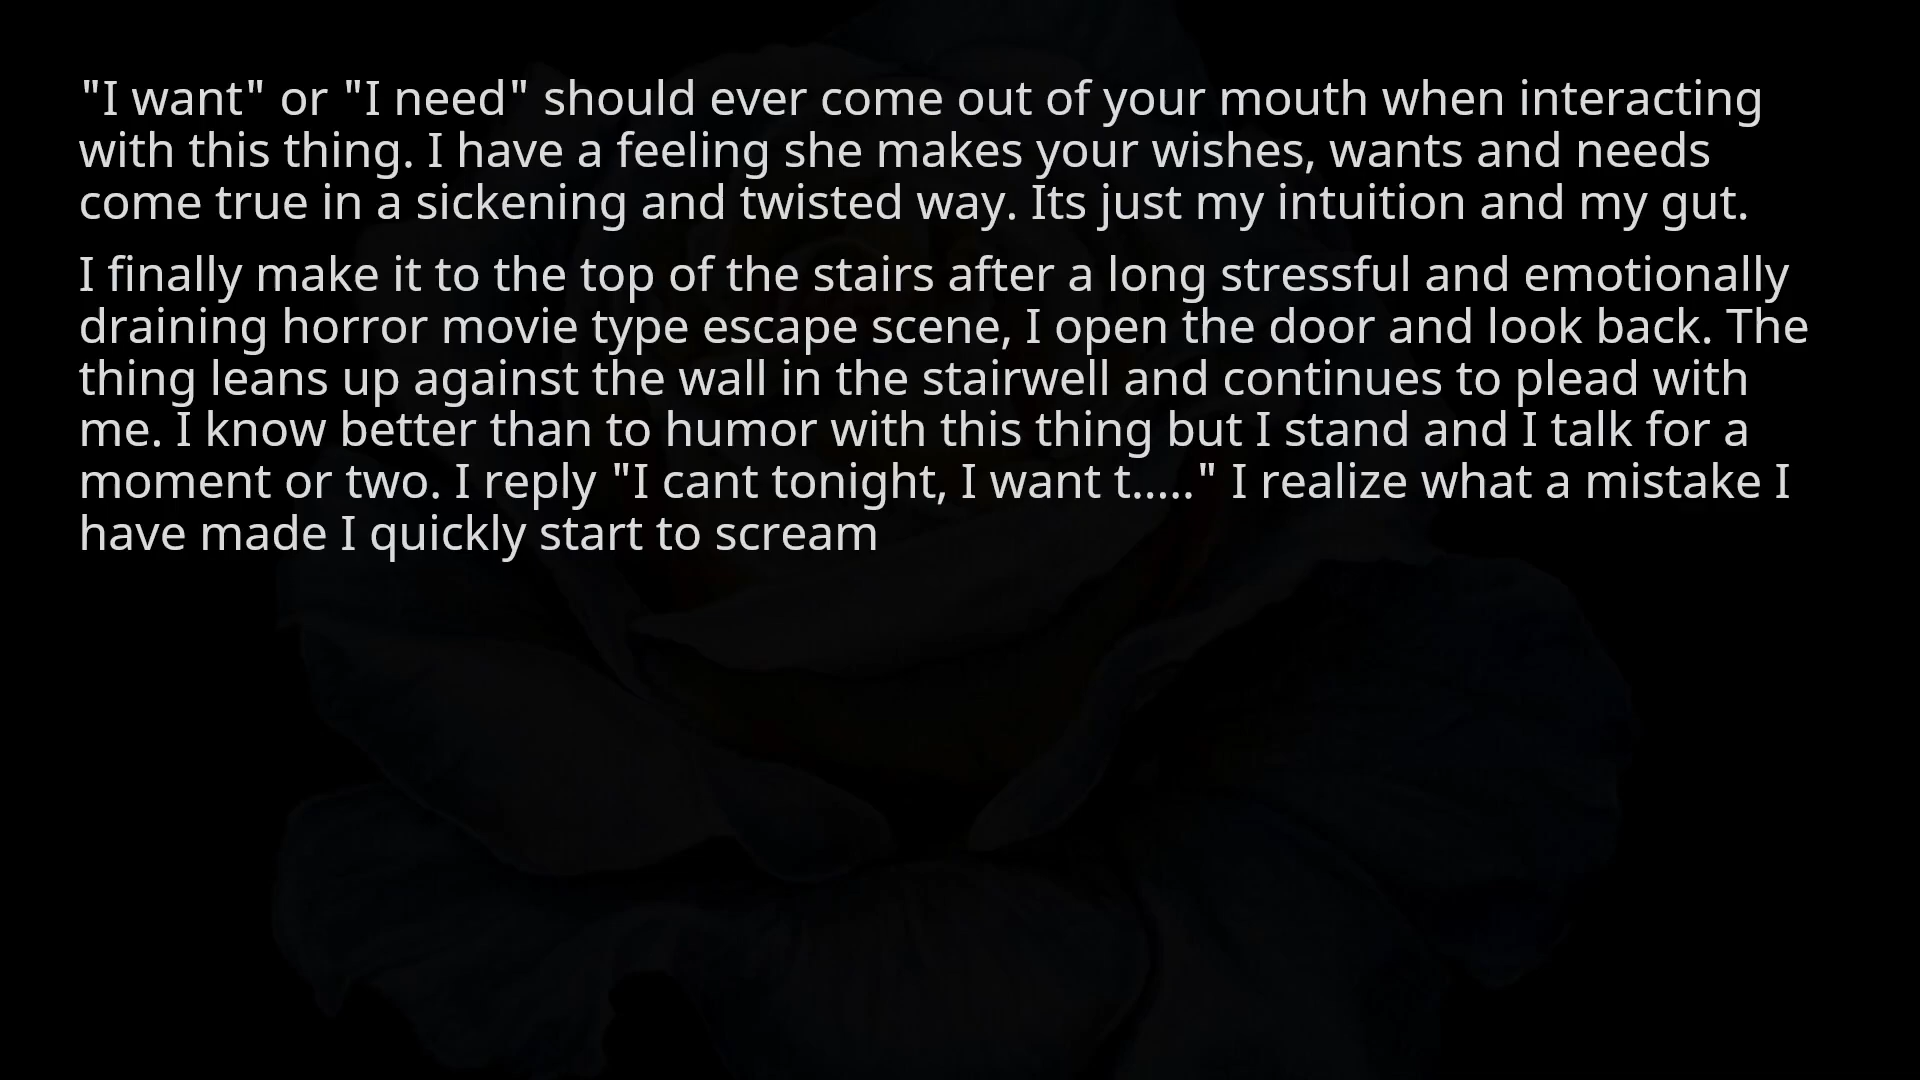 "I want" or "I need" should ever come out of your mouth when interacting
with this thing. I have a feeling she makes your wishes, wants and needs
come true in a sickening and twisted way. Its just my intuition and my gut.
I finally make it to the top of the stairs after a long stressful and emotionally
draining horror movie type escape scene, I open the door and look back. The
thing leans up against the wall in the stairwell and continues to plead with
me. I know better than to humor with this thing but I stand and I talk for a
moment or two. I reply "I cant tonight, I want t....." I realize what a mistake I
have made I quickly start to scream